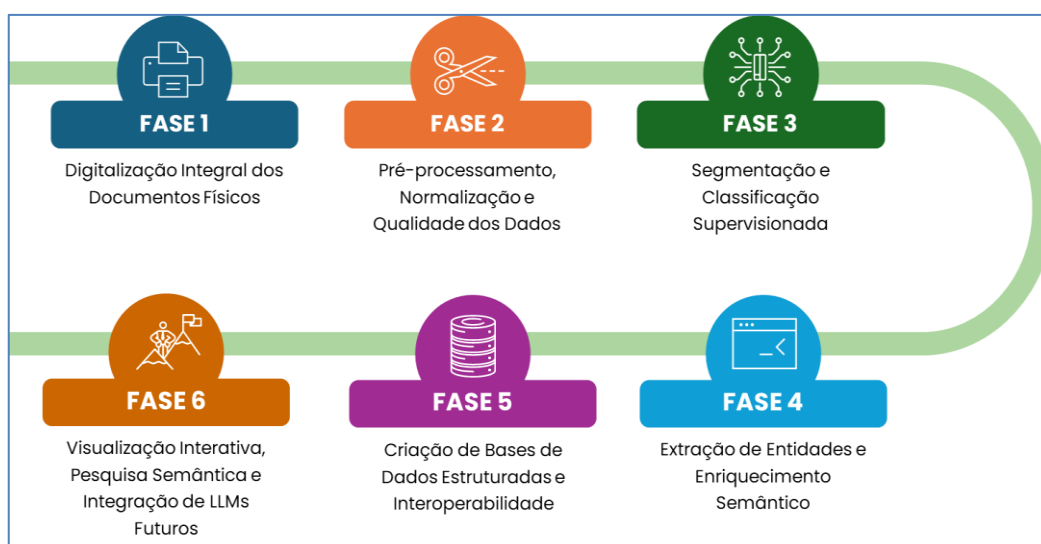 FASE 1
Digitalização Integral dos
Documentos Físicos
FASE 2
Pré-processamento,
Normalização e
Qualidade dos Dados
FASE 3
Segmentação e
Classificação
Supervisionada
FASE 4
Extração de Entidades e
Enriquecimento
Semântico
FASE 5
Criação de Bases de
Dados Estruturadas e
Interoperabilidade
FASE 6
Visualização Interativa,
Pesquisa Semântica e
Integração de LLMs
Futuros